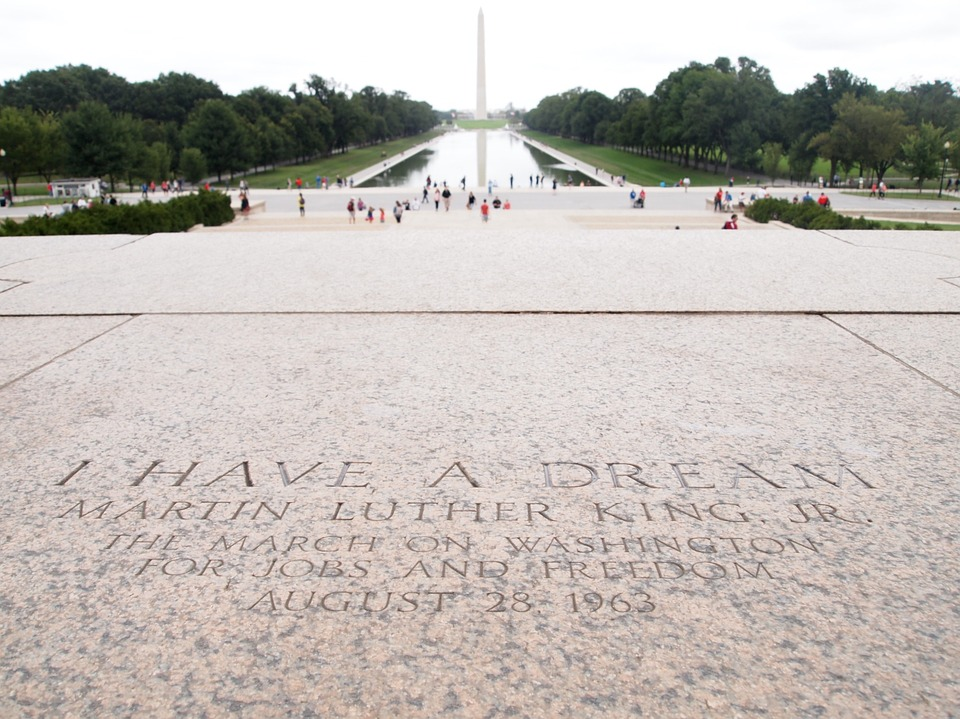 I HAVE A DREAM
MARTIN LUTHER KING, JR.
THE MARCH ON WASHINGTON
FOR JOBS AND FREEDOM
AUGUST 28, 1963